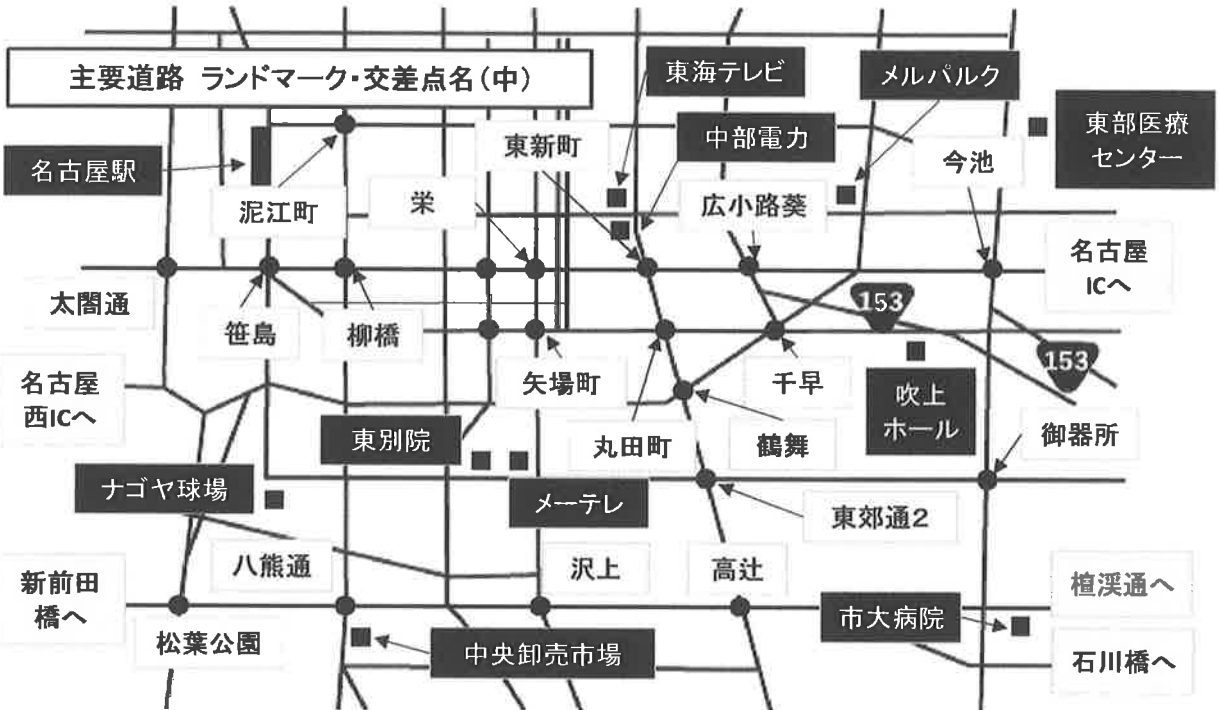 主要道路 ランドマーク・交差点名(中)
東海テレビ
メルパルク
名古屋駅
東新町
中部電力
今池
東部医療
センター
泥江町
栄
広小路葵
名古屋
ICへ
太閤通
笹島
柳橋
153
153
名古屋
西ICへ
矢場町
千早
吹上
ホール
東別院
丸田町
鶴舞
御器所
ナゴヤ球場
メーテレ
東郊通2
八熊通
沢上
高辻
新前田
橋へ
檀渓通へ
松葉公園
中央卸売市場
市大病院
石川橋へ